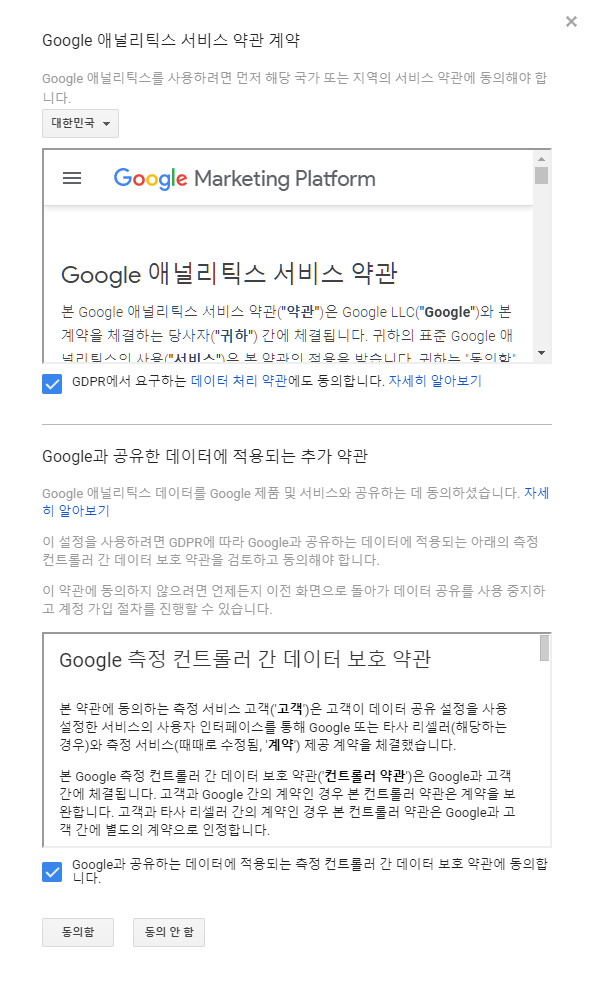 Google 애널리틱스 서비스 약관 계약
Google 애널리틱스를 사용하려면 먼저 해당 국가 또는 지역의 서비스 약관에 동의해야 합
니다.
대한민국
Google Marketing Platform
Google 애널리틱스 서비스 약관
본 Google 애널리틱스 서비스 약관("약관")은 Google LLC("Google")와 본
계약을 체결하는 당사자("귀하") 간에 체결됩니다. 귀하의 표준 Google 애
널리틱스의 사용("서비스")은 본 약관의 적용을 받습니다. 귀하는 "동의함"
GDPR에서 요구하는 데이터 처리 약관에도 동의합니다. 자세히 알아보기
Google과 공유한 데이터에 적용되는 추가 약관
Google 애널리틱스 데이터를 Google 제품 및 서비스와 공유하는 데 동의하셨습니다. 자세
히 알아보기
이 설정을 사용하려면 GDPR에 따라 Google과 공유하는 데이터에 적용되는 아래의 측정
컨트롤러 간 데이터 보호 약관을 검토하고 동의해야 합니다.
이 약관에 동의하지 않으려면 언제든지 이전 화면으로 돌아가 데이터 공유를 사용 중지하
고 계정 가입 절차를 진행할 수 있습니다.
Google 측정 컨트롤러 간 데이터 보호 약관
본 약관에 동의하는 측정 서비스 고객('고객')은 고객이 데이터 공유 설정을 사용
설정한 서비스의 사용자 인터페이스를 통해 Google 또는 타사 리셀러(해당하는
경우)와 측정 서비스(때때로 수정됨, '계약') 제공 계약을 체결했습니다.
본 Google 측정 컨트롤러 간 데이터 보호 약관('컨트롤러 약관')은 Google과 고객
간에 체결됩니다. 고객과 Google 간의 계약인 경우 본 컨트롤러 약관은 계약을 보
완합니다. 고객과 타사 리셀러 간의 계약인 경우 본 컨트롤러 약관은 Google과 고
객 간에 별도의 계약으로 인정합니다.
Google과 공유하는 데이터에 적용되는 측정 컨트롤러 간 데이터 보호 약관에 동의합
니다.
동의함
동의 안 함